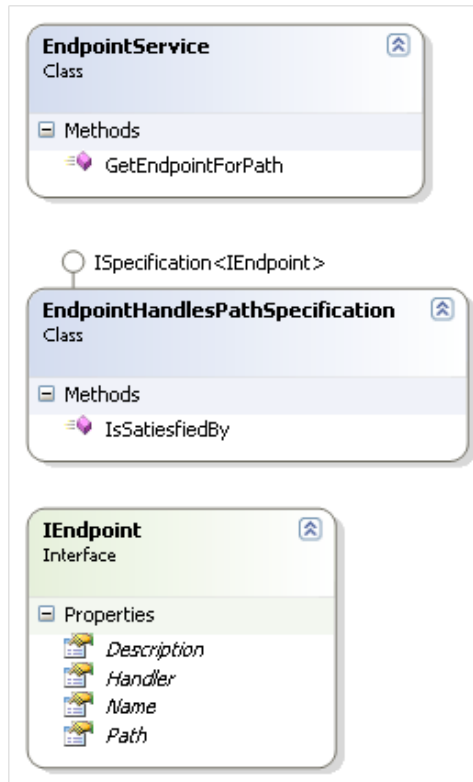 EndpointService
Class
Methods
GetEndpointForPath
ISpecification<IEndpoint>
EndpointHandlesPathSpecification
Class
Methods
IsSatiesfiedBy
IEndpoint
Interface
Properties
Description
Handler
Name
Path